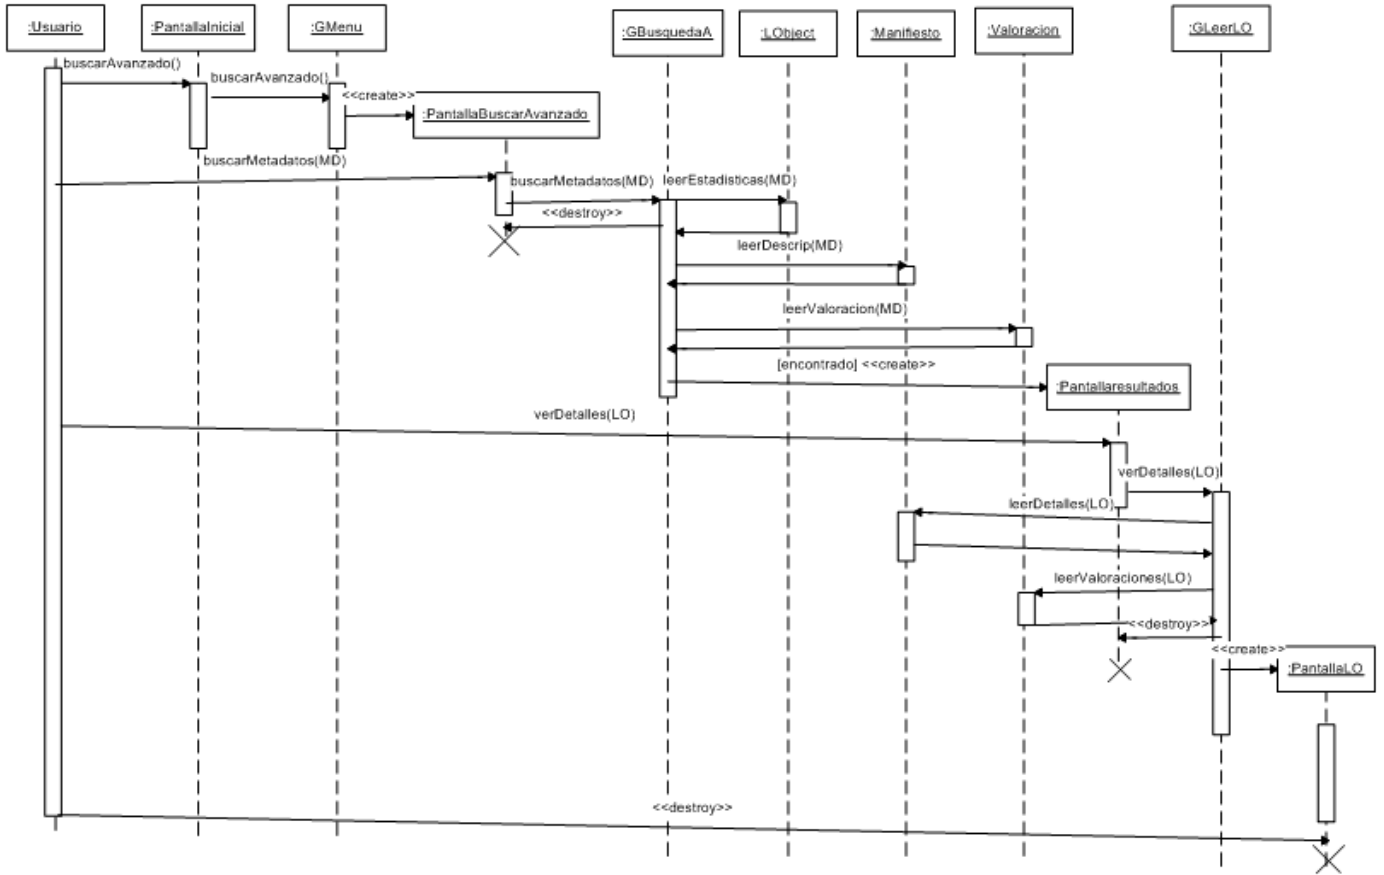 :Usuario
:PantallaInicial
:GMenu
:GBusquedaA
:LObject
:Manifiesto
:Valoracion
:GLeerLO
buscarAvanzado()
buscarAvanzado()
<<create>>
:PantallaBuscarAvanzado
buscarMetadatos(MD)
buscarMetadatos(MD)
leerEstadisticas(MD)
<<destroy>>
leerDescrip(MD)
leerValoracion(MD)
[encontrado] <<create>>
:Pantallaresultados
verDetalles(LO)
verDetalles(LO)
leerDetalles(LO)
leerValoraciones(LO)
<<destroy>>
<<create>>
:PantallaLO
<<destroy>>